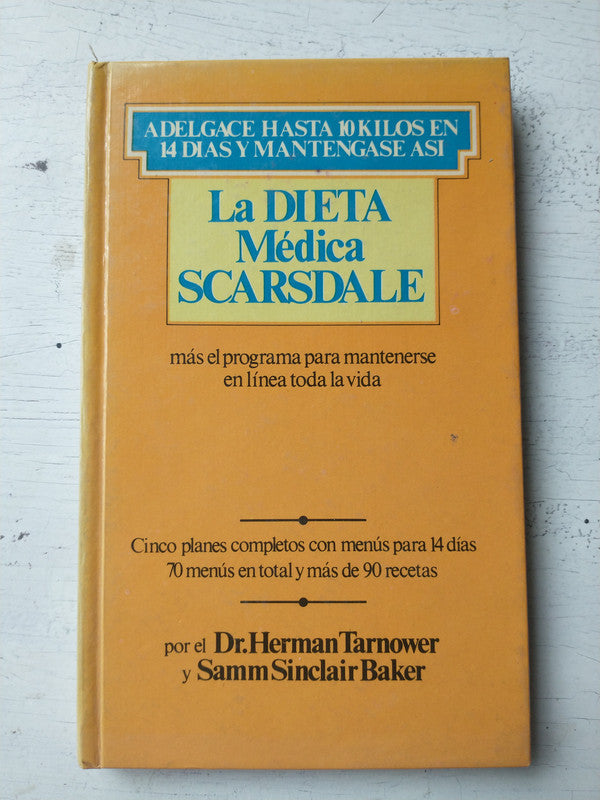 ADELGACE HASTA 10 KILOS EN
14 DIAS Y MANTENGASE ASI
La DIETA
Médica
SCARSDALE
más el programa para mantenerse
en línea toda la vida
Cinco planes completos con menús para 14 días
70 menús en total y más de 90 recetas
por el Dr. Herman Tarnower
y Samm Sinclair Baker